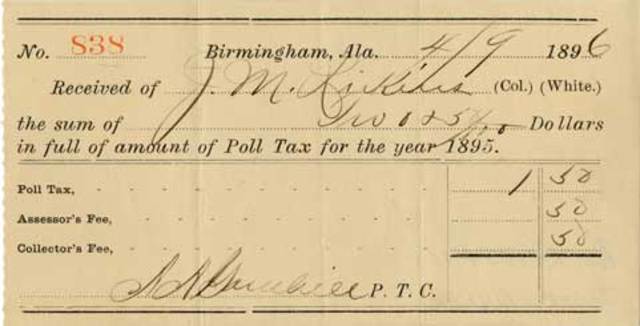 No. 838 Birmingham, Ala. 4/9 1896
Received of J. M. (Col.) (White.)
the sum of Two & 50/100 Dollars
in full of amount of Poll Tax for the year 1895.
Poll Tax, 1 50
Assessor's Fee, 50
Collector's Fee, 50
P. T. C.